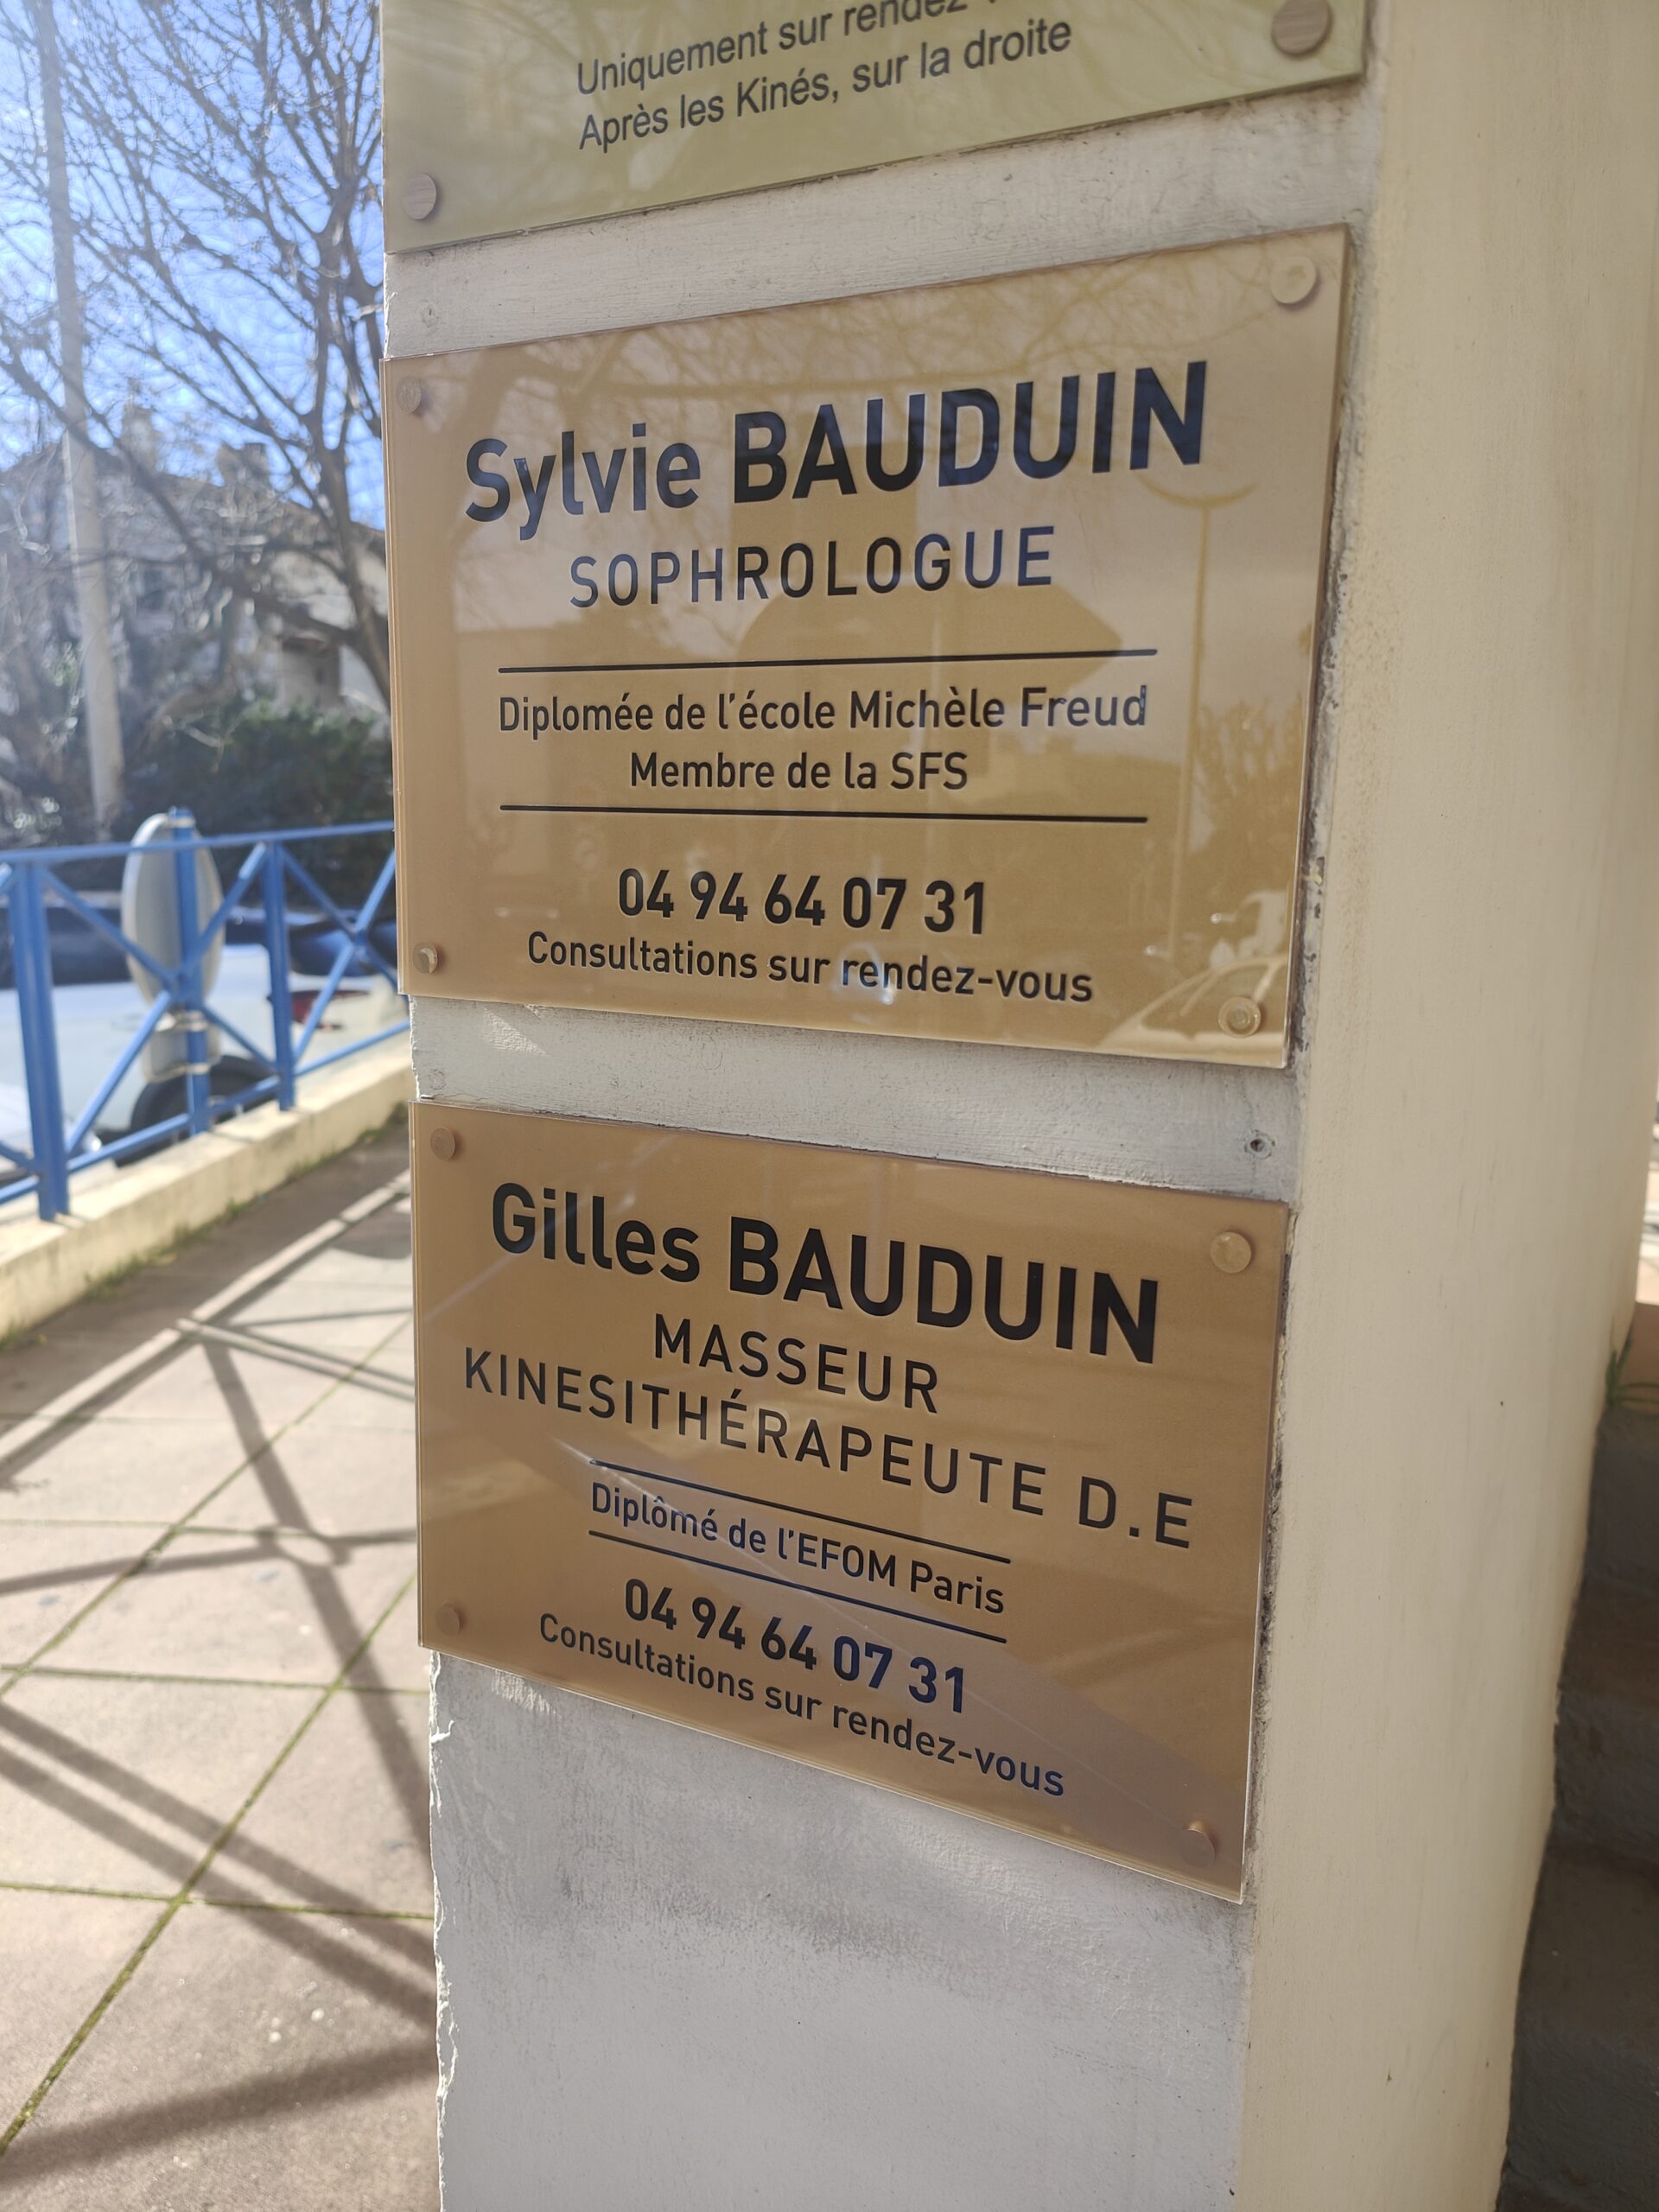 Uniquement sur rendez
Après les Kinés, sur la droite
Sylvie BAUDUIN
SOPHROLOGUE
Diplomée de l'école Michèle Freud
Membre de la SFS
04 94 64 07 31
Consultations sur rendez-vous
Gilles BAUDUIN
MASSEUR
KINESITHÉRAPEUTE D.E
Diplômé de l'EFOM Paris
04 94 64 07 31
Consultations sur rendez-vous